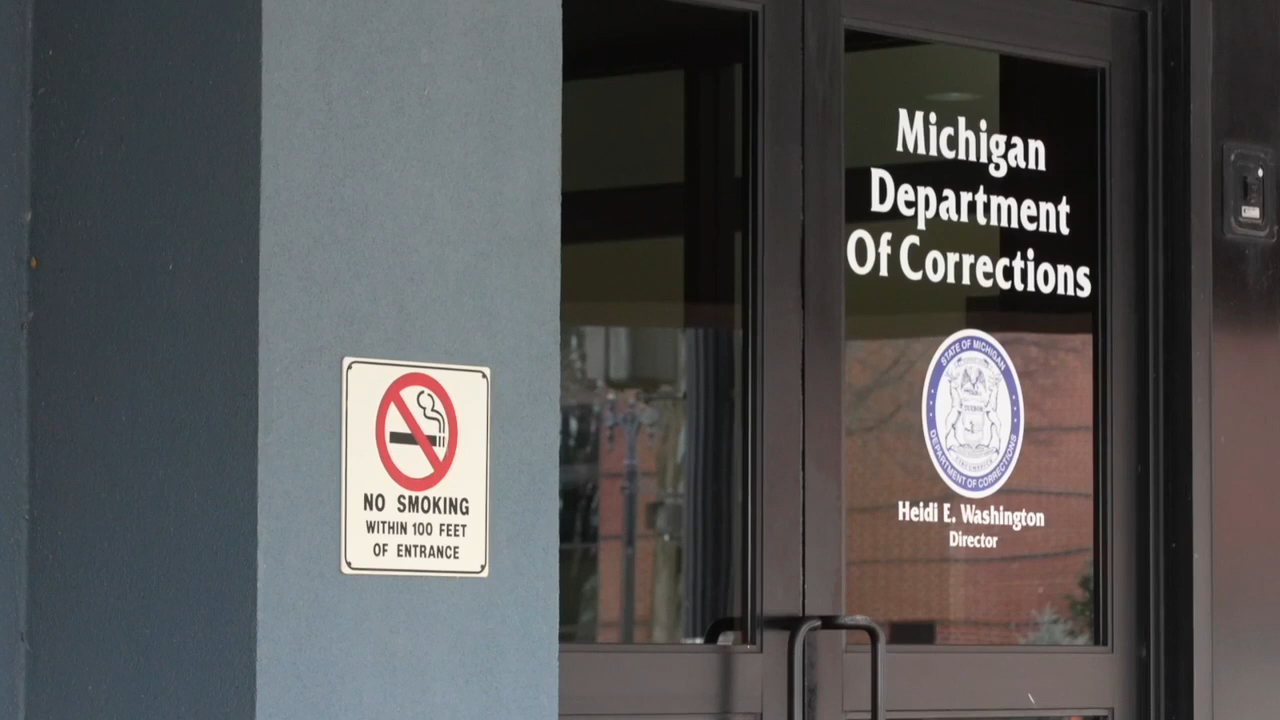 NO SMOKING
WITHIN 100 FEET
OF ENTRANCE
Michigan
Department
Of Corrections
STATE OF MICHIGAN
TUEBOR
DEPARTMENT OF CORRECTIONS
Heidi E. Washington
Director